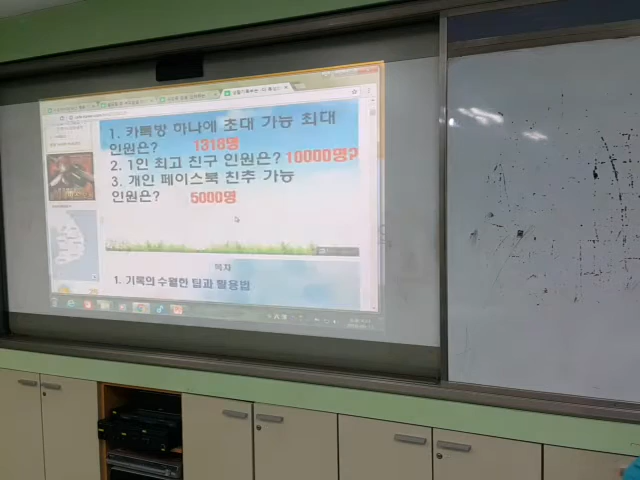 1. 카톡방 하나에 초대 가능 최대
인원은? 1318명
2. 1인 최고 친구 인원은? 10000명?
3. 개인 페이스북 친추 가능
인원은? 5000명
목차
1. 기록의 수월한 팁과 활용법